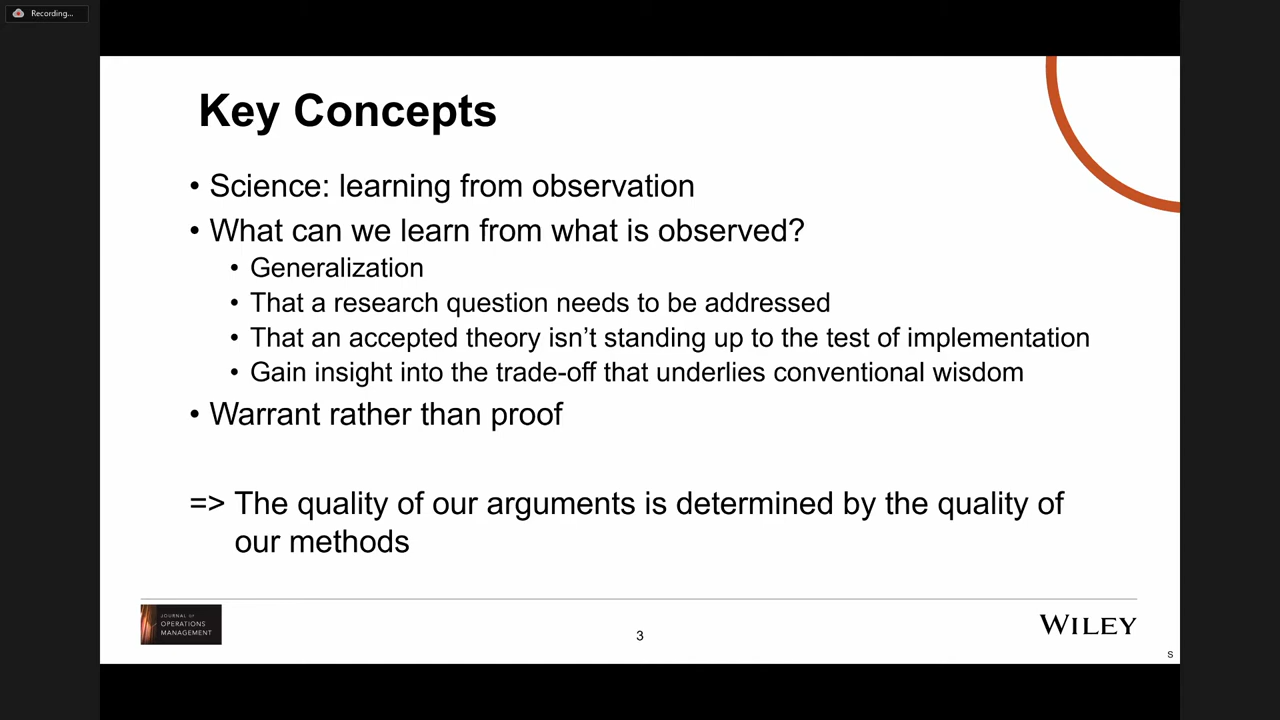 Recording...
Key Concepts
• Science: learning from observation
• What can we learn from what is observed?
• Generalization
• That a research question needs to be addressed
• That an accepted theory isn’t standing up to the test of implementation
• Gain insight into the trade-off that underlies conventional wisdom
• Warrant rather than proof
=> The quality of our arguments is determined by the quality of
our methods
JOURNAL of
OPERATIONS
MANAGEMENT
3
WILEY
S